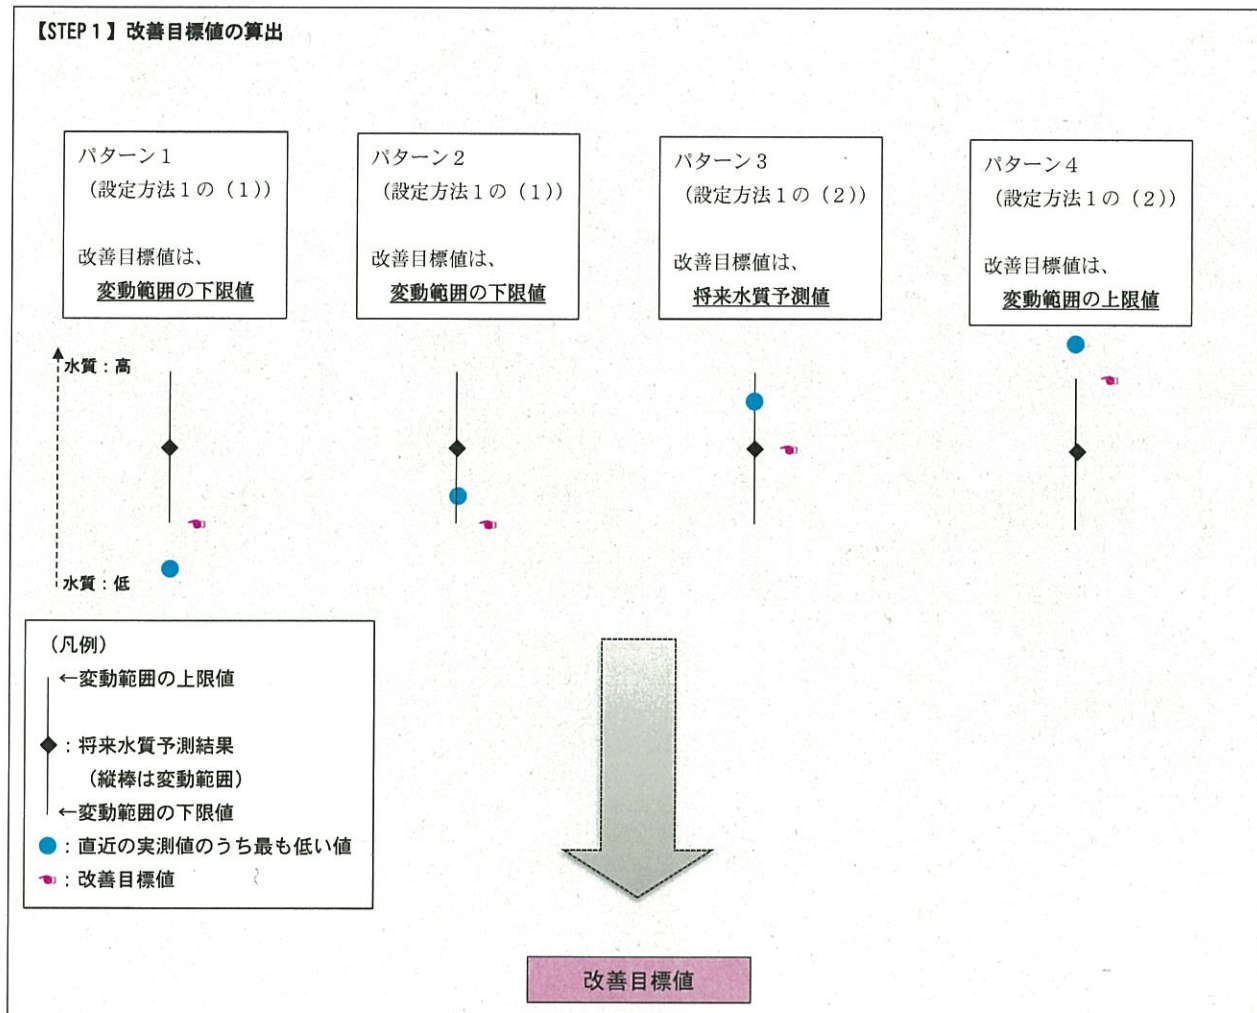 【STEP 1】改善目標値の算出
パターン1
(設定方法1の(1))
改善目標値は、
変動範囲の下限値
パターン2
(設定方法1の(1))
改善目標値は、
変動範囲の下限値
パターン3
(設定方法1の(2))
改善目標値は、
将来水質予測値
パターン4
(設定方法1の(2))
改善目標値は、
変動範囲の上限値
水質:高
水質:低
(凡例)
←変動範囲の上限値
:将来水質予測結果
(縦棒は変動範囲)
←変動範囲の下限値
:直近の実測値のうち最も低い値
:改善目標値
改善目標値